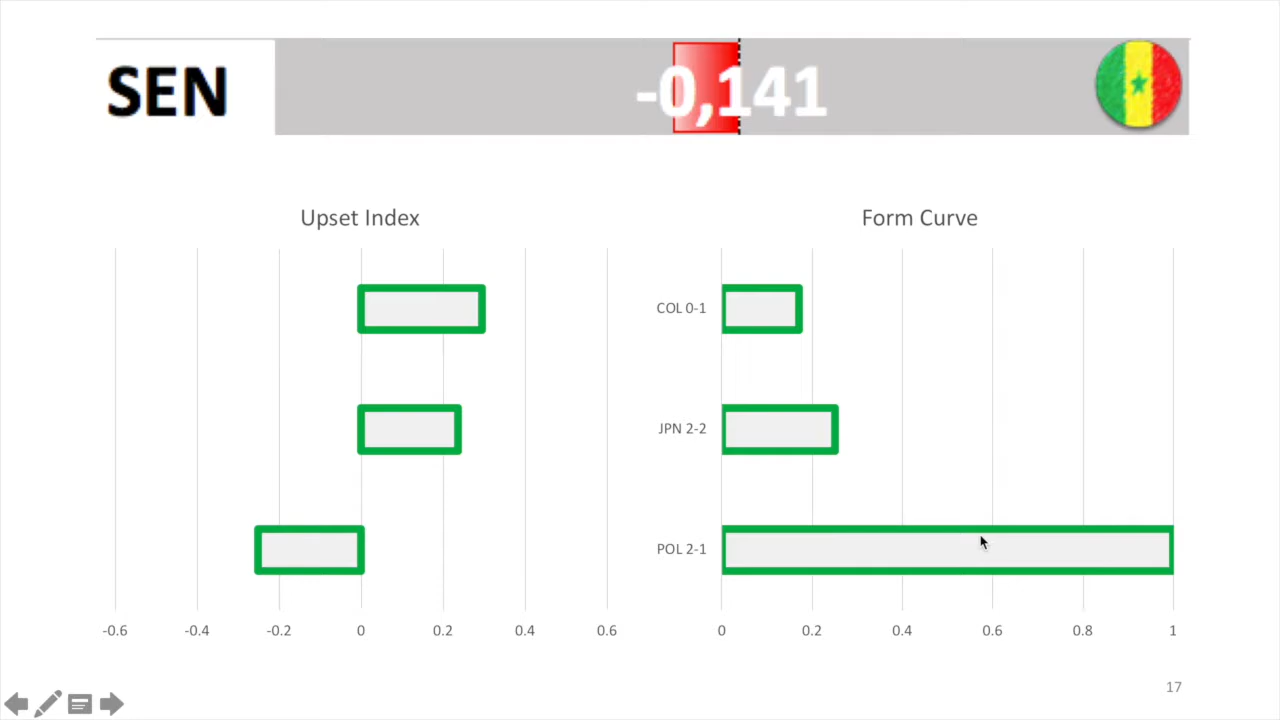 SEN
-0,141
Upset Index
Form Curve
COL 0-1
JPN 2-2
POL 2-1
-0.6 -0.4 -0.2 0 0.2 0.4 0.6
0 0.2 0.4 0.6 0.8 1
17